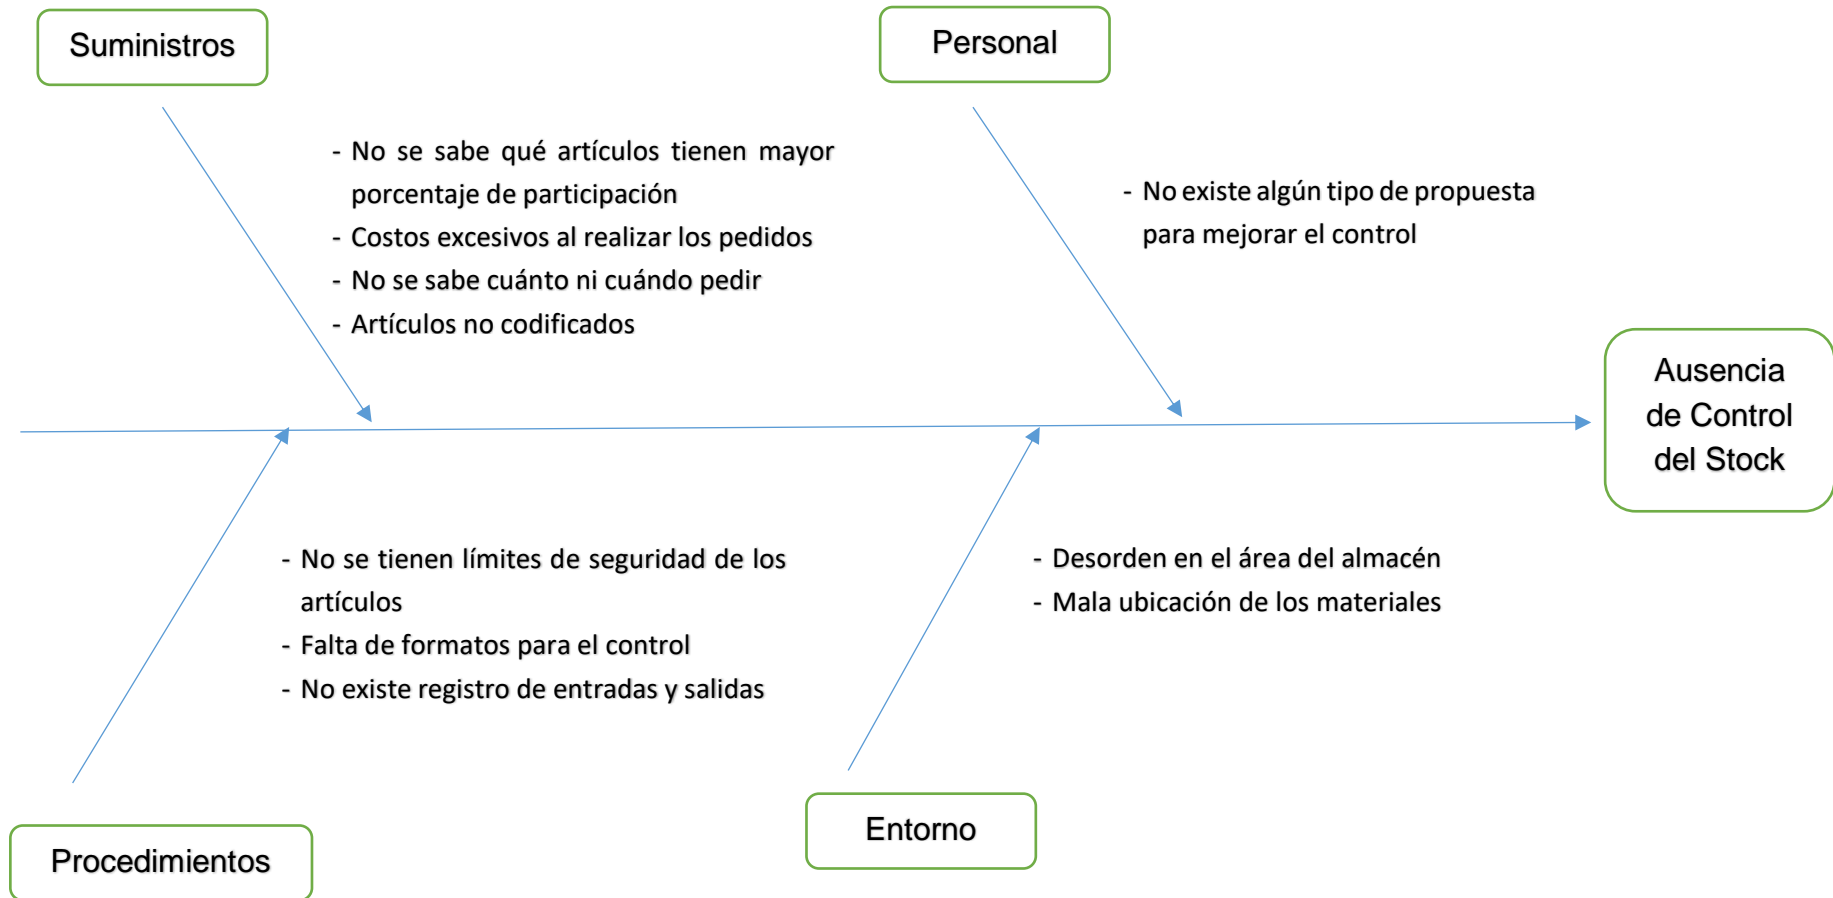 Suministros
Personal
- No se sabe qué artículos tienen mayor
porcentaje de participación
- Costos excesivos al realizar los pedidos
- No se sabe cuánto ni cuándo pedir
- Artículos no codificados
- No existe algún tipo de propuesta
para mejorar el control
Ausencia
de Control
del Stock
- No se tienen límites de seguridad de los
artículos
- Falta de formatos para el control
- No existe registro de entradas y salidas
- Desorden en el área del almacén
- Mala ubicación de los materiales
Procedimientos
Entorno